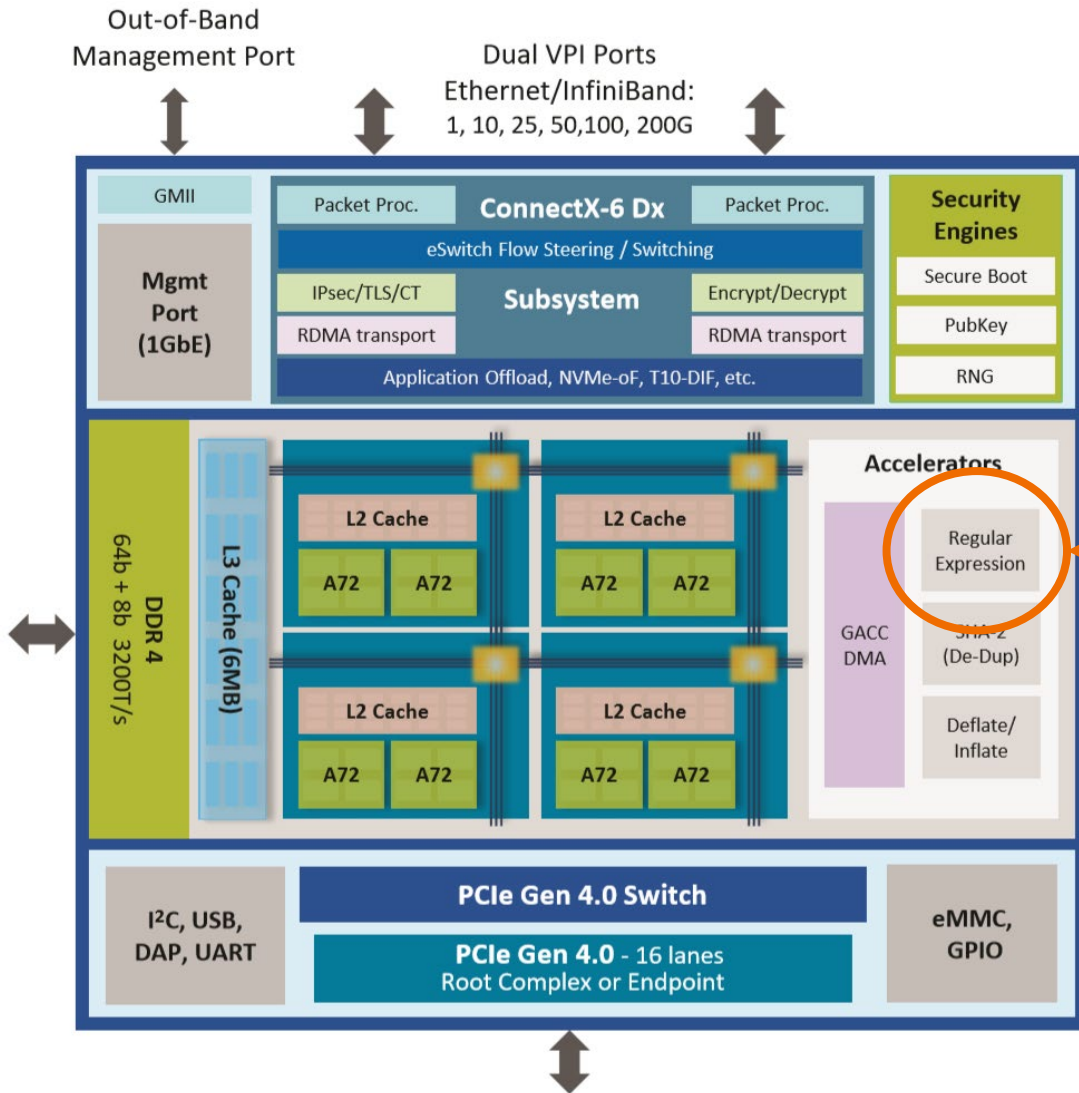 Out-of-Band
Management Port
Dual VPI Ports
Ethernet/InfiniBand:
1, 10, 25, 50,100, 200G
GMII
Mgmt
Port
(1GbE)
Packet Proc.
ConnectX-6 Dx
Packet Proc.
eSwitch Flow Steering / Switching
IPsec/TLS/CT
Subsystem
Encrypt/Decrypt
RDMA transport
RDMA transport
Application Offload, NVMe-oF, T10-DIF, etc.
Security
Engines
Secure Boot
PubKey
RNG
DDR 4
64b + 8b 3200T/s
L3 Cache (6MB)
L2 Cache
A72
A72
L2 Cache
A72
A72
L2 Cache
A72
A72
L2 Cache
A72
A72
Accelerators
GACC
DMA
Regular
Expression
SHA-2
(De-Dup)
Deflate/
Inflate
I²C, USB,
DAP, UART
PCIe Gen 4.0 Switch
PCIe Gen 4.0 - 16 lanes
Root Complex or Endpoint
eMMC,
GPIO